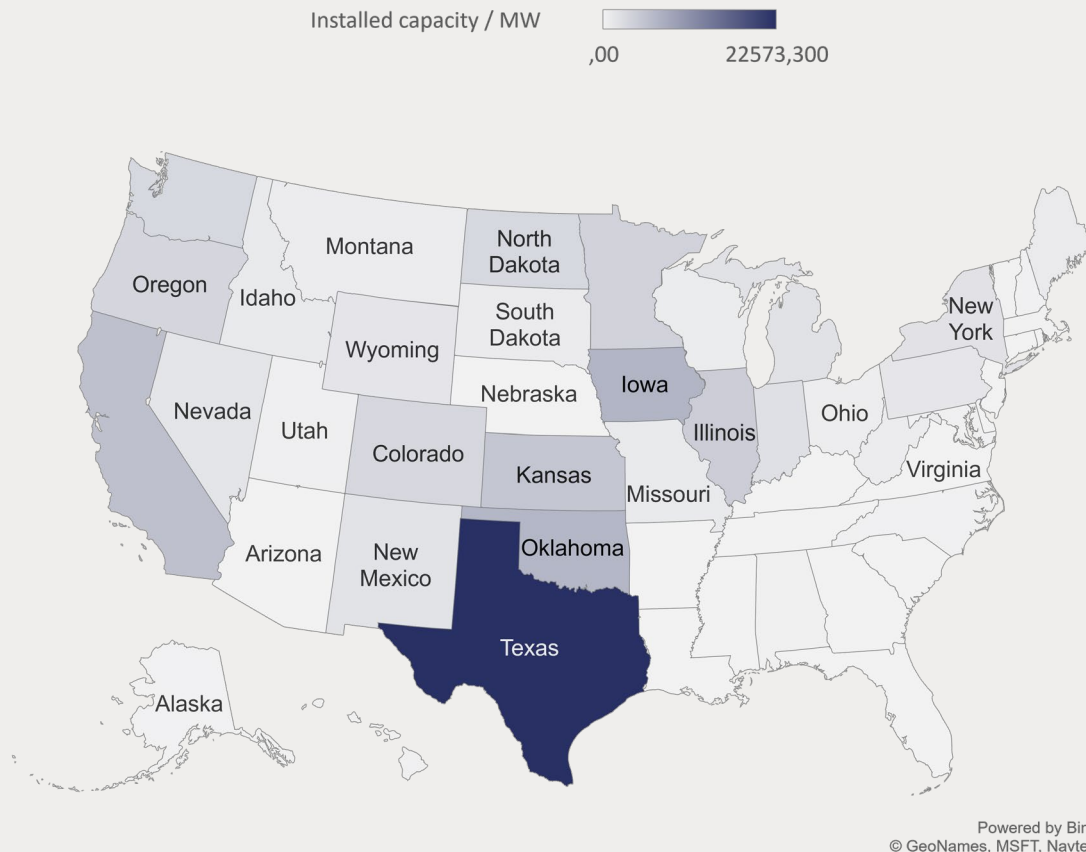 Installed capacity / MW
,00 22573,300
Montana
North
Dakota
Oregon
Idaho
South
Dakota
New
York
Wyoming
Iowa
Nebraska
Nevada
Ohio
Utah
Illinois
Colorado
Kansas
Virginia
Missouri
Arizona
New
Mexico
Oklahoma
Texas
Alaska
Powered by Bin
© GeoNames, MSFT, Navte